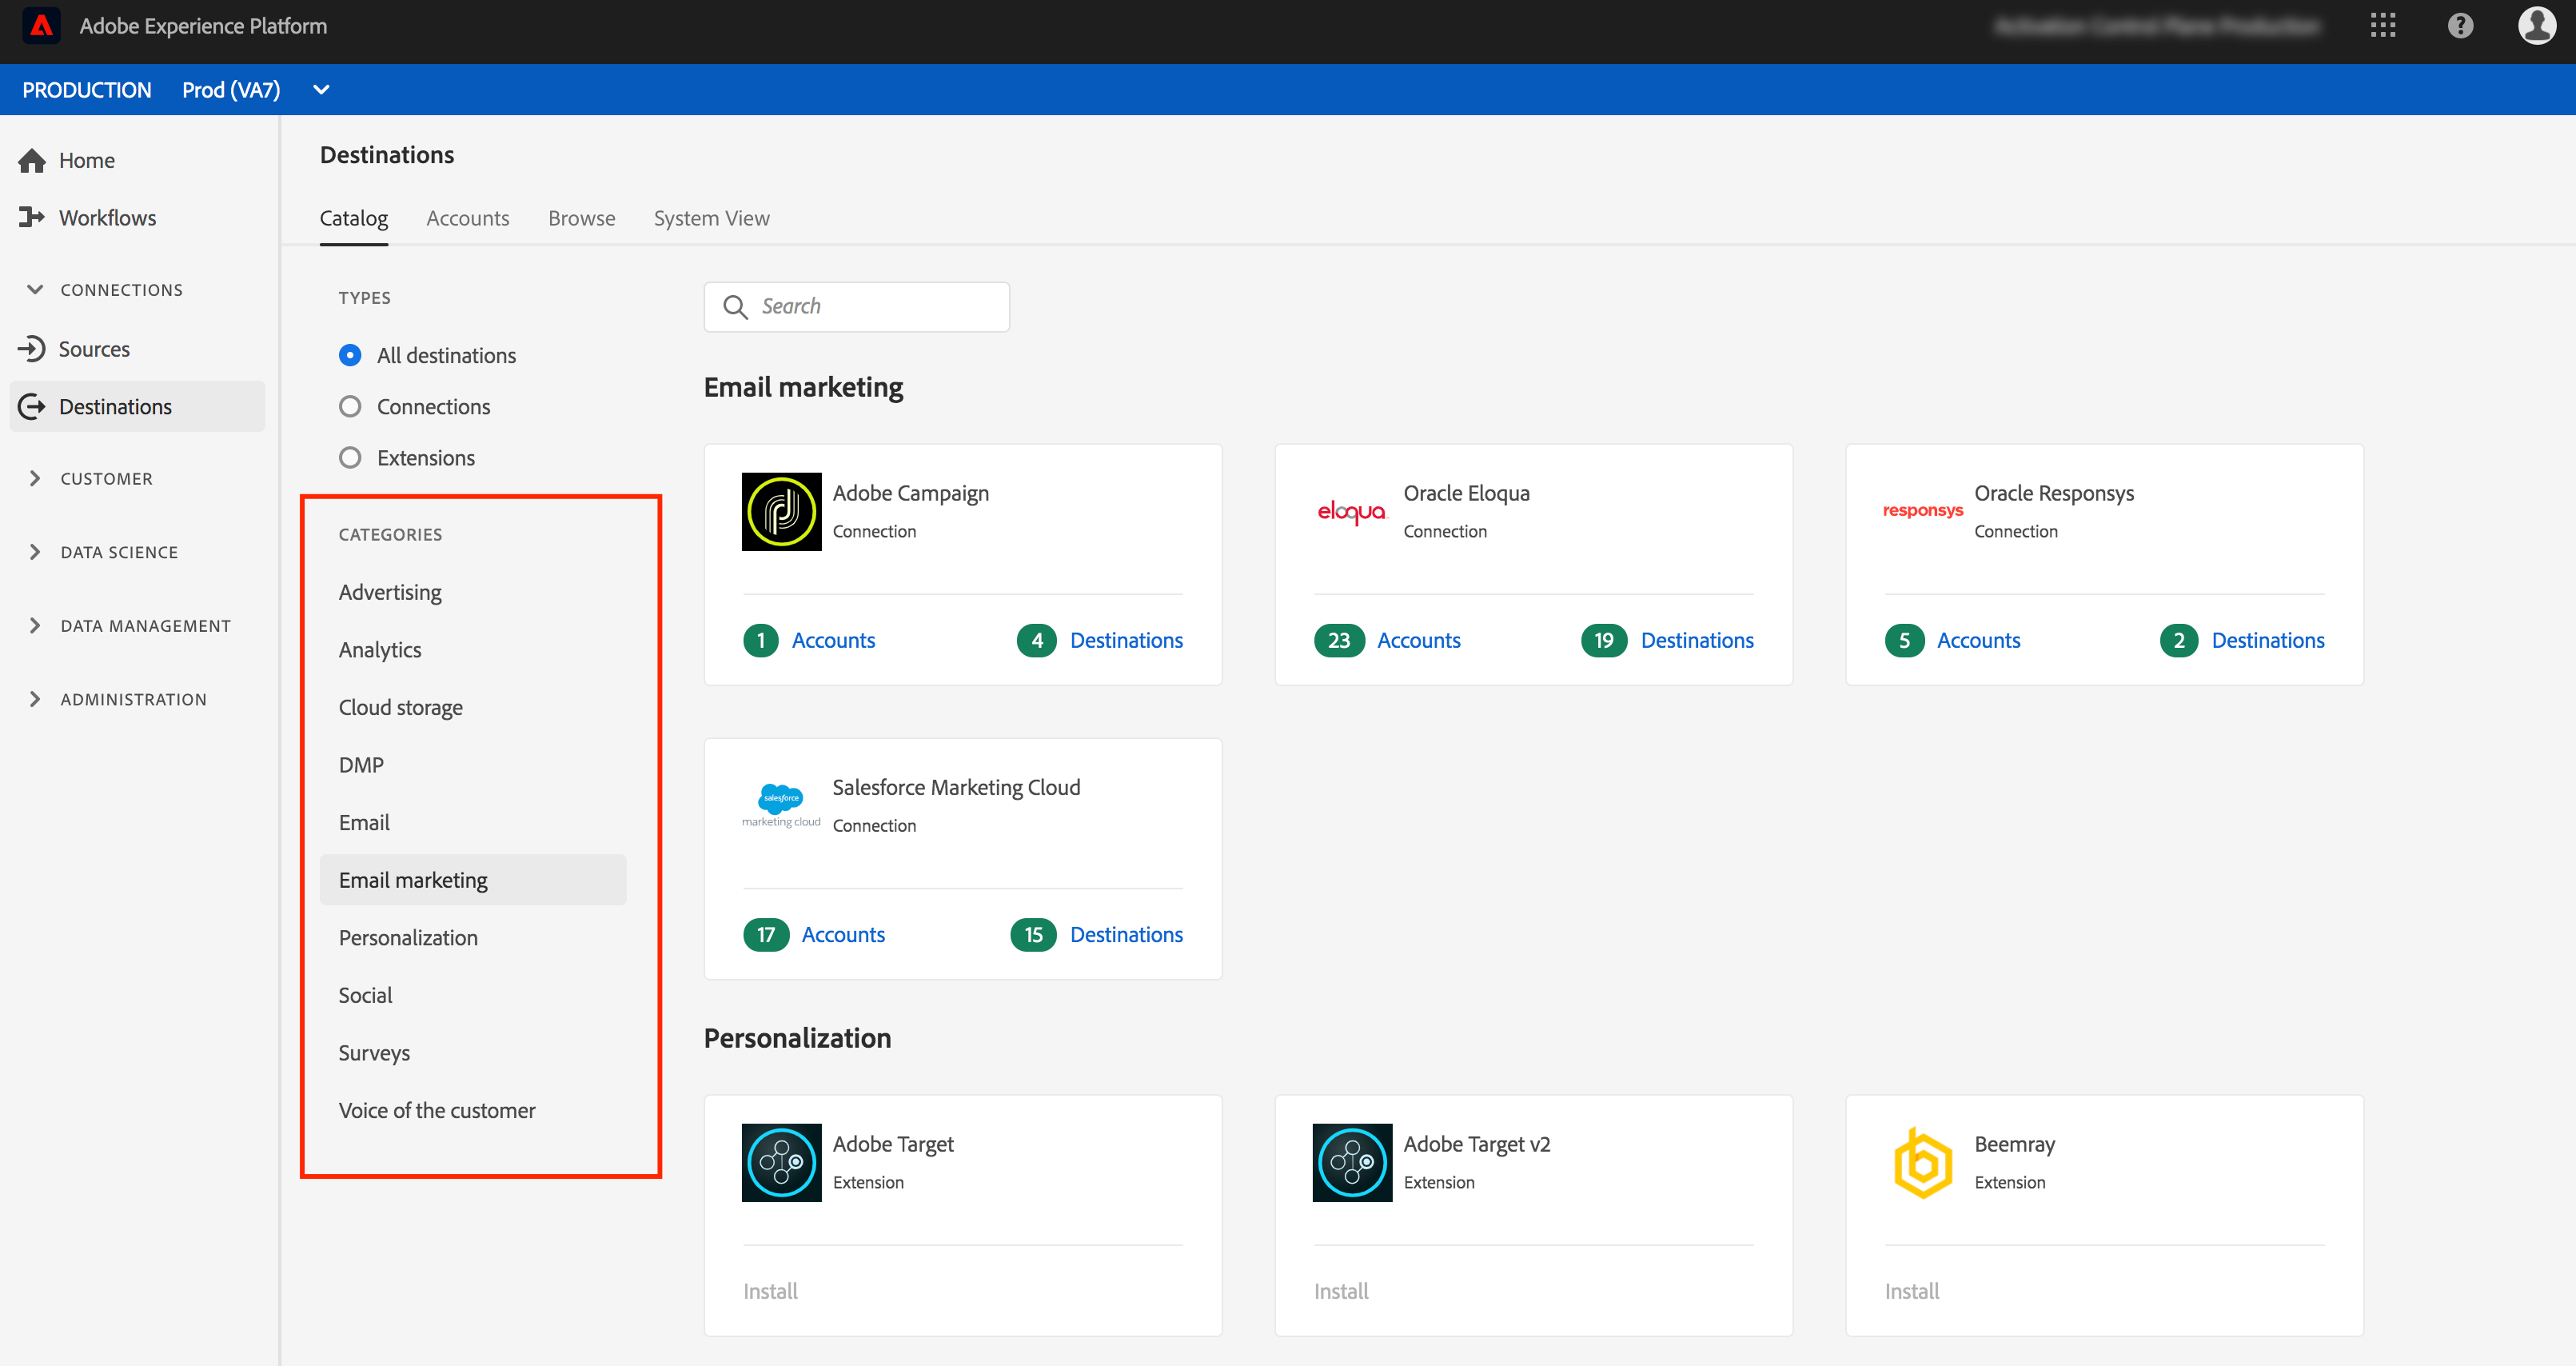 Adobe Experience Platform
PRODUCTION Prod (VA7)
Home
Workflows
CONNECTIONS
Sources
Destinations
CUSTOMER
DATA SCIENCE
DATA MANAGEMENT
ADMINISTRATION
Destinations
Catalog Accounts Browse System View
TYPES
All destinations
Connections
Extensions
CATEGORIES
Advertising
Analytics
Cloud storage
DMP
Email
Email marketing
Personalization
Social
Surveys
Voice of the customer
Search
Email marketing
Adobe Campaign
Connection
1 Accounts 4 Destinations
eloqua
Oracle Eloqua
Connection
23 Accounts 19 Destinations
responsys
Oracle Responsys
Connection
5 Accounts 2 Destinations
salesforce
marketing cloud
Salesforce Marketing Cloud
Connection
17 Accounts 15 Destinations
Personalization
Adobe Target
Extension
Install
Adobe Target v2
Extension
Install
Beemray
Extension
Install